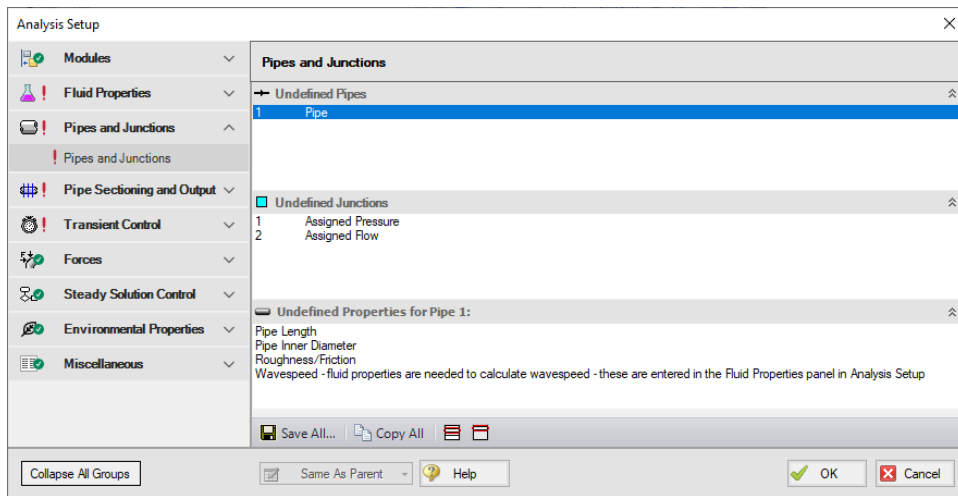 Analysis Setup
Modules
Fluid Properties
Pipes and Junctions
Pipes and Junctions
Pipe Sectioning and Output
Transient Control
Forces
Steady Solution Control
Environmental Properties
Miscellaneous
Pipes and Junctions
Undefined Pipes
1 Pipe
Undefined Junctions
1 Assigned Pressure
2 Assigned Flow
Undefined Properties for Pipe 1:
Pipe Length
Pipe Inner Diameter
Roughness/Friction
Wavespeed - fluid properties are needed to calculate wavespeed - these are entered in the Fluid Properties panel in Analysis Setup
Save All... Copy All
Collapse All Groups Same As Parent Help OK Cancel